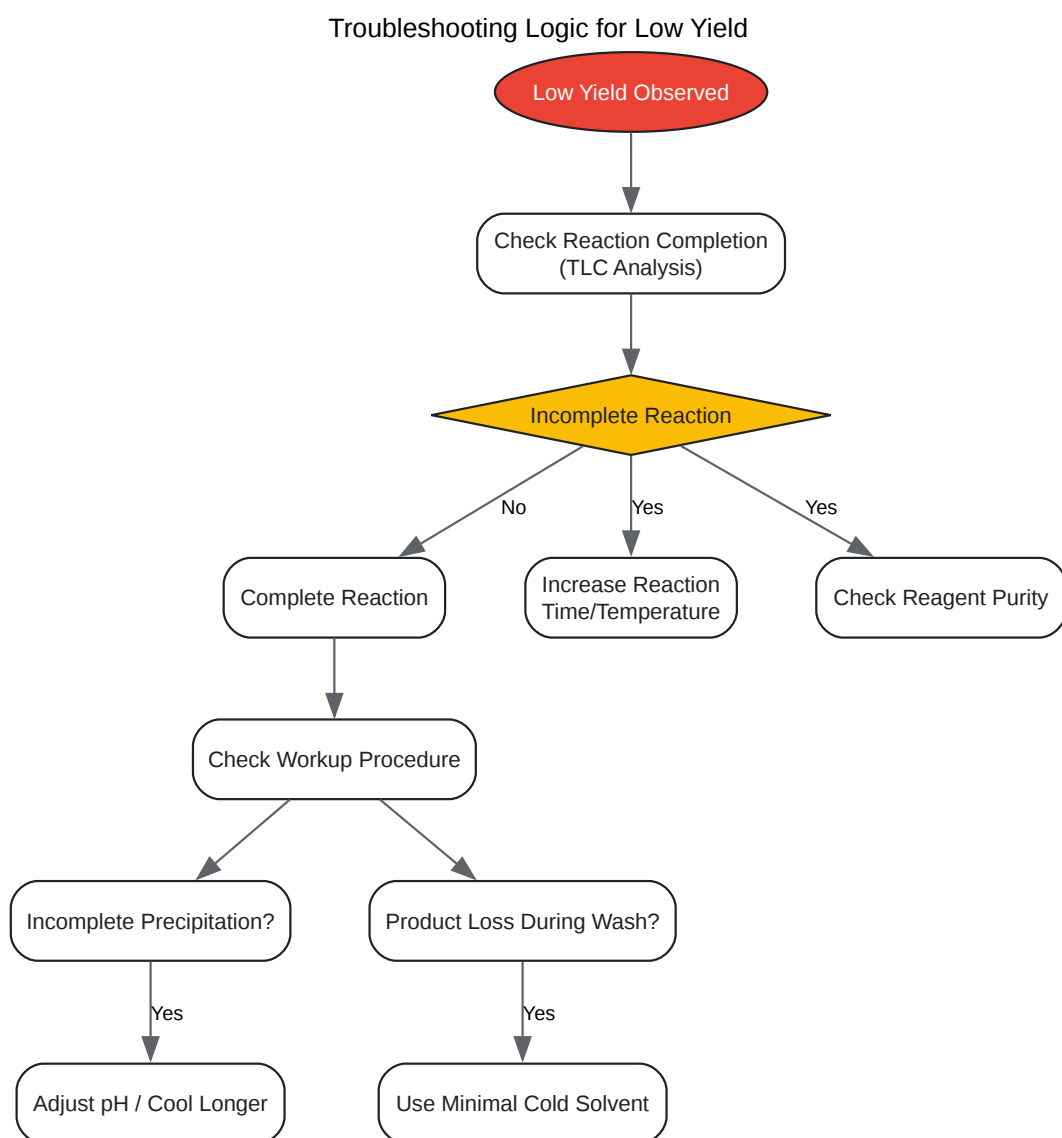 Troubleshooting Logic for Low Yield
Low Yield Observed
Check Reaction Completion
(TLC Analysis)
Incomplete Reaction
No
Yes
Yes
Complete Reaction
Increase Reaction
Time/Temperature
Check Reagent Purity
Check Workup Procedure
Incomplete Precipitation?
Product Loss During Wash?
Yes
Yes
Adjust pH / Cool Longer
Use Minimal Cold Solvent